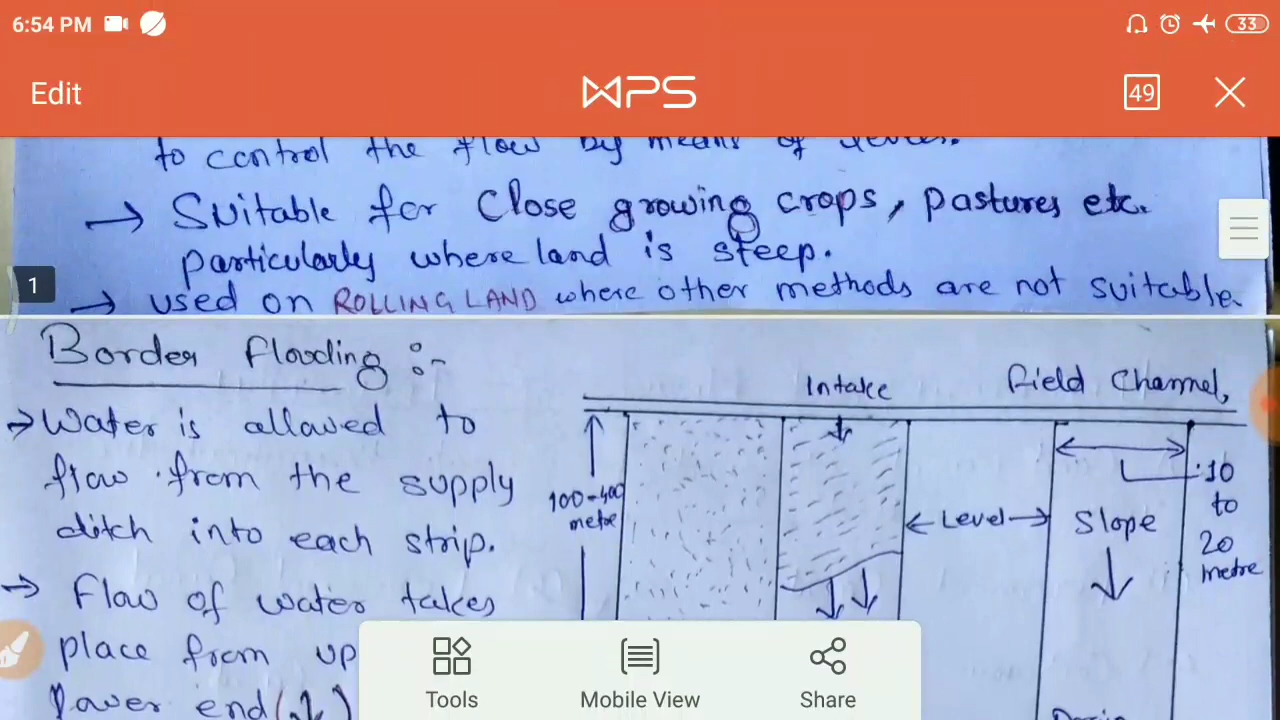 6:54 PM
33
Edit
WPS
49
to control the flow by means of
→ Suitable for Close growing crops, pastures etc.
particularly where land is steep.
1
→ used on ROLLING LAND where other methods are not suitable.
Border flooding :-
Intake
Field Channel,
→ Water is allowed to
flow from the supply
ditch into each strip.
100-400
metre
← Level →
Slope
10
to
20
metre
→ Flow of water takes
place from up
lower end
Tools
Mobile View
Share